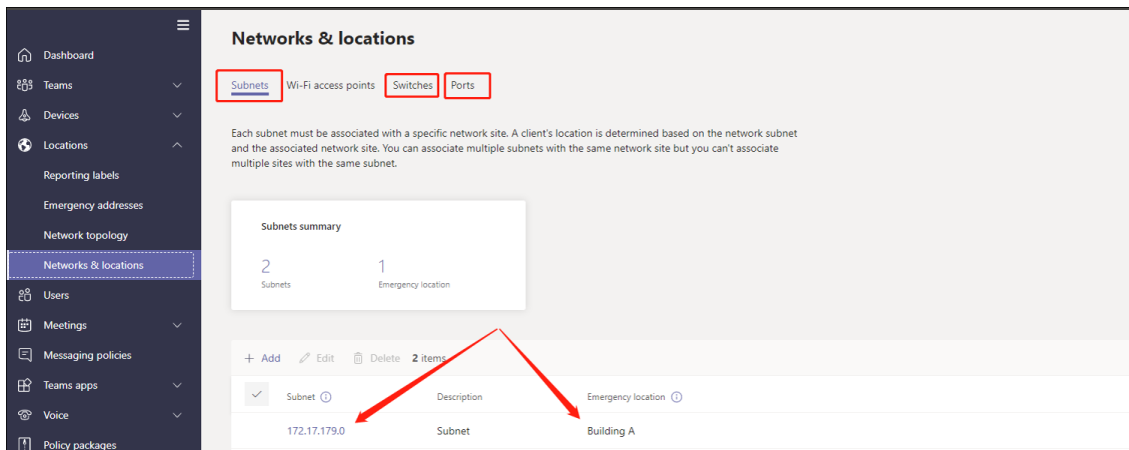 Dashboard
Teams
Devices
Locations
Reporting labels
Emergency addresses
Network topology
Networks & locations
Users
Meetings
Messaging policies
Teams apps
Voice
Policy packages
Networks & locations
Subnets Wi-Fi access points Switches Ports
Each subnet must be associated with a specific network site. A client's location is determined based on the network subnet
and the associated network site. You can associate multiple subnets with the same network site but you can't associate
multiple sites with the same subnet.
Subnets summary
2 1
Subnets Emergency location
+ Add Edit Delete 2 items
Subnet Description Emergency location
172.17.179.0 Subnet Building A